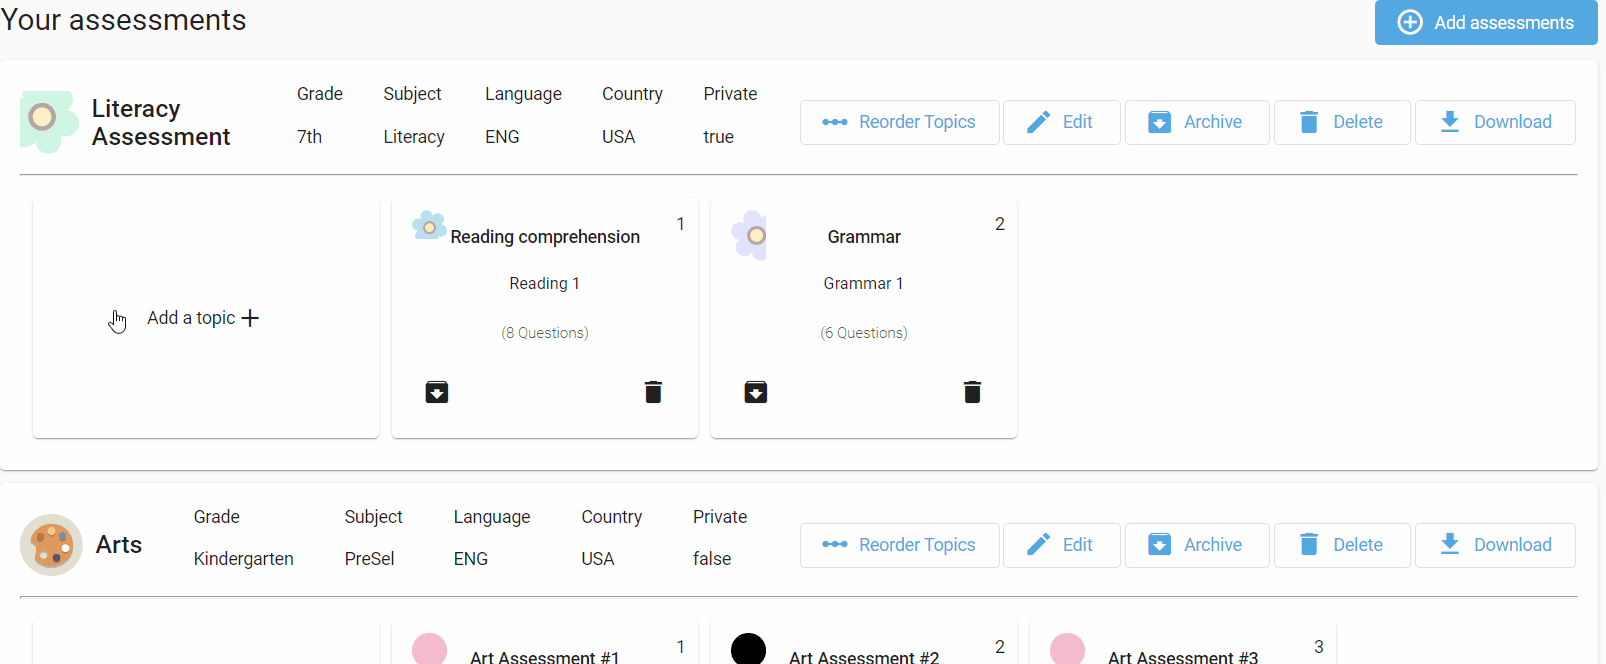 Your assessments
Add assessments
Literacy
Assessment
Grade Subject Language Country Private
7th Literacy ENG USA true
Reorder Topics Edit Archive Delete Download
Add a topic
Reading comprehension 1
Reading 1
(8 Questions)
Grammar 2
Grammar 1
(6 Questions)
Arts
Grade Subject Language Country Private
Kindergarten PreSel ENG USA false
Reorder Topics Edit Archive Delete Download
Art Assessment #1 1
Art Assessment #2 2
Art Assessment #3 3